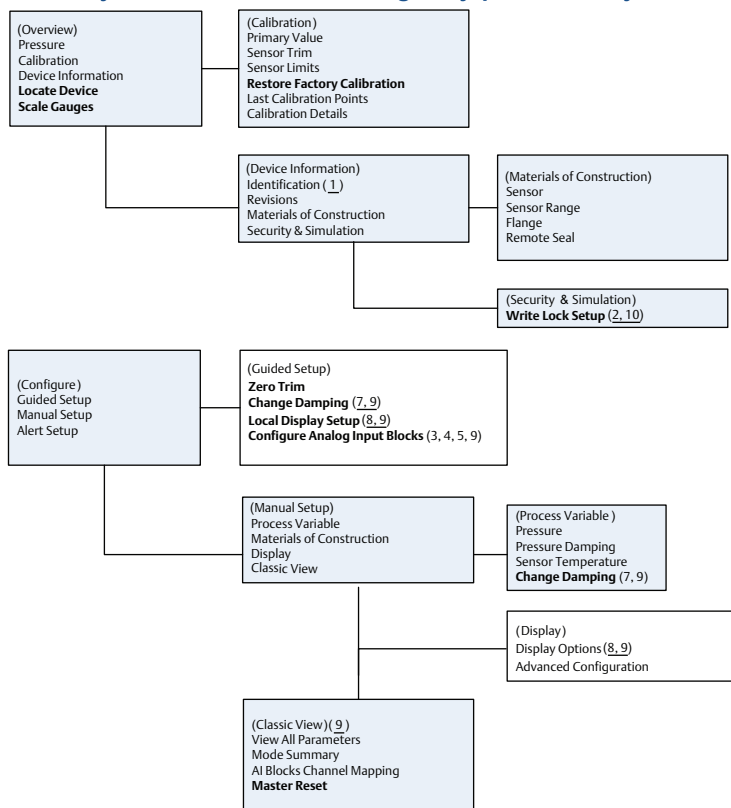 (Overview)
Pressure
Calibration
Device Information
Locate Device
Scale Gauges
(Calibration)
Primary Value
Sensor Trim
Sensor Limits
Restore Factory Calibration
Last Calibration Points
Calibration Details
(Device Information)
Identification (1)
Revisions
Materials of Construction
Security & Simulation
(Materials of Construction)
Sensor
Sensor Range
Flange
Remote Seal
(Security & Simulation)
Write Lock Setup (2, 10)
(Configure)
Guided Setup
Manual Setup
Alert Setup
(Guided Setup)
Zero Trim
Change Damping (7, 9)
Local Display Setup (8, 9)
Configure Analog Input Blocks (3, 4, 5, 9)
(Manual Setup)
Process Variable
Materials of Construction
Display
Classic View
(Process Variable )
Pressure
Pressure Damping
Sensor Temperature
Change Damping (7, 9)
(Display)
Display Options (8, 9)
Advanced Configuration
(Classic View)( 9)
View All Parameters
Mode Summary
AI Blocks Channel Mapping
Master Reset